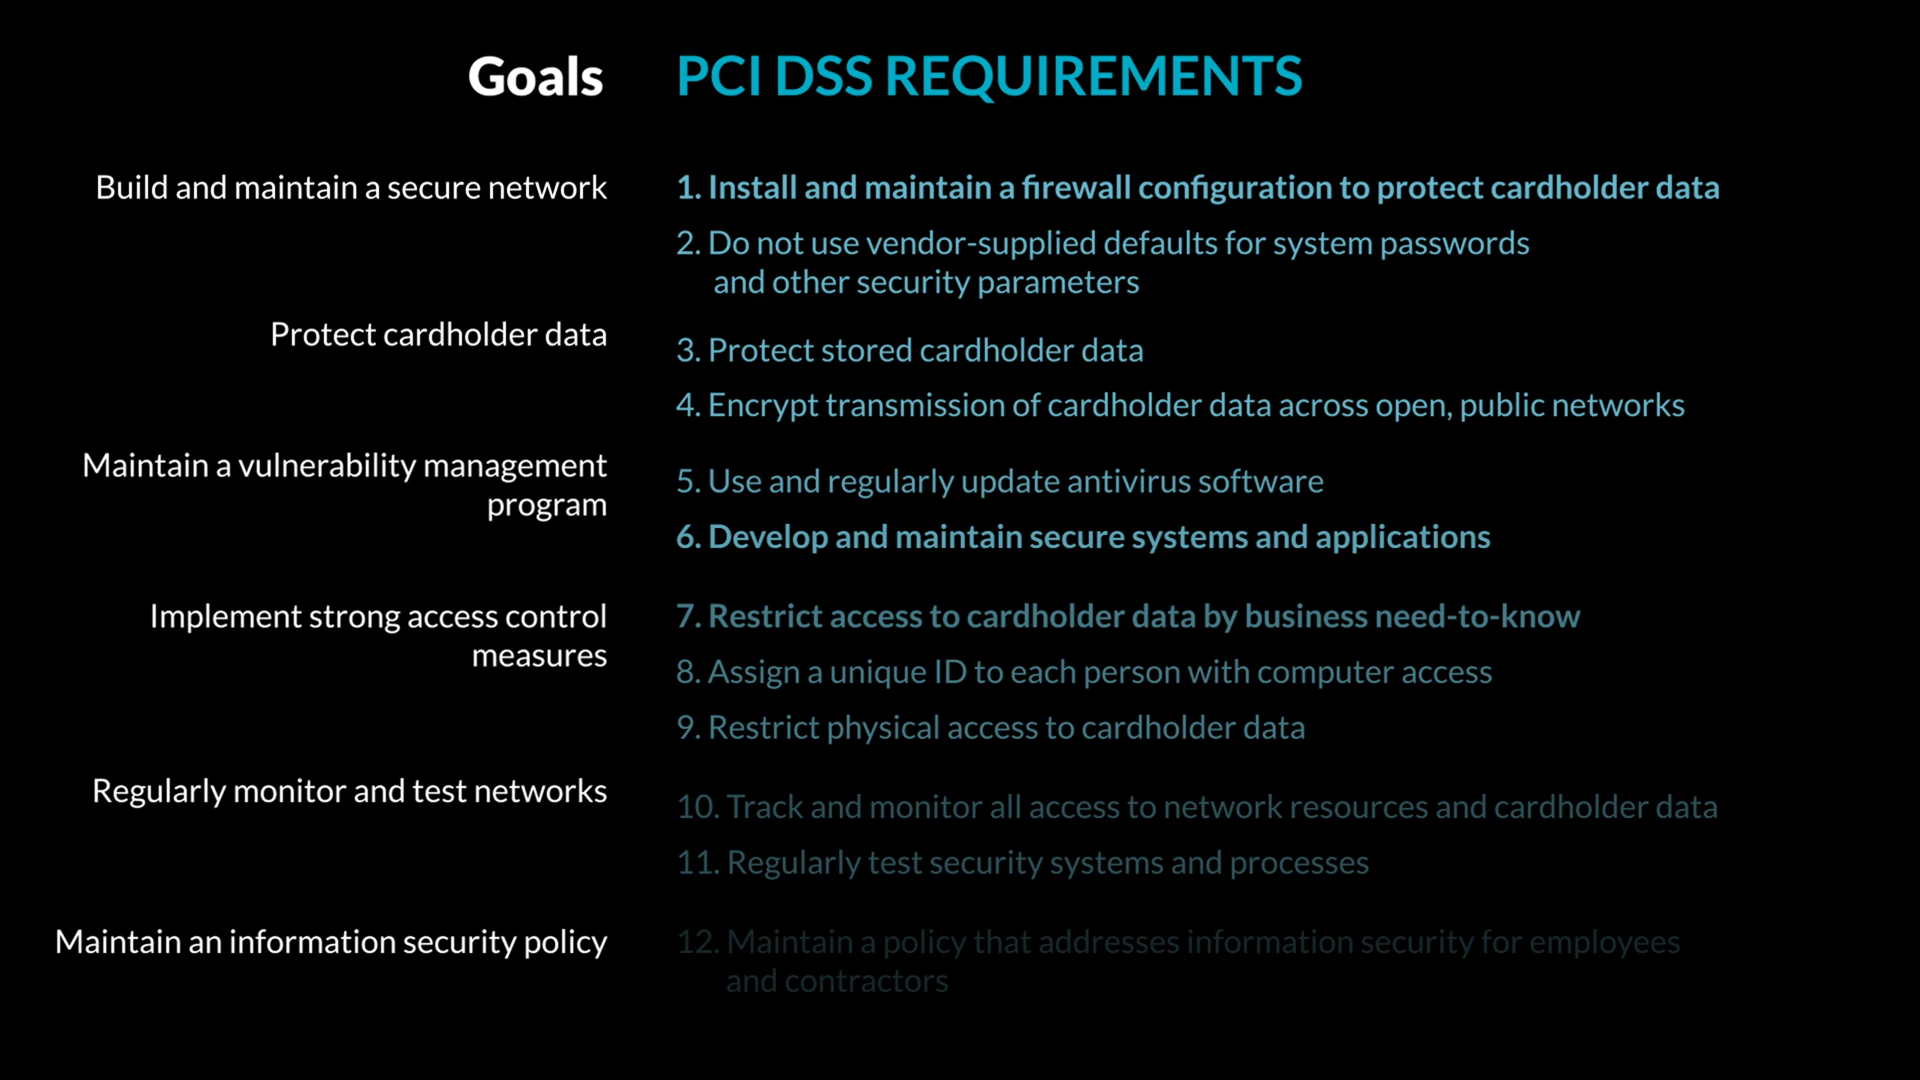 Goals
PCI DSS REQUIREMENTS
Build and maintain a secure network
1. Install and maintain a firewall configuration to protect cardholder data
2. Do not use vendor-supplied defaults for system passwords
and other security parameters
Protect cardholder data
3. Protect stored cardholder data
4. Encrypt transmission of cardholder data across open, public networks
Maintain a vulnerability management
program
5. Use and regularly update antivirus software
6. Develop and maintain secure systems and applications
Implement strong access control
measures
7. Restrict access to cardholder data by business need-to-know
8. Assign a unique ID to each person with computer access
9. Restrict physical access to cardholder data
Regularly monitor and test networks
10. Track and monitor all access to network resources and cardholder data
11. Regularly test security systems and processes
Maintain an information security policy
12. Maintain a policy that addresses information security for employees
and contractors